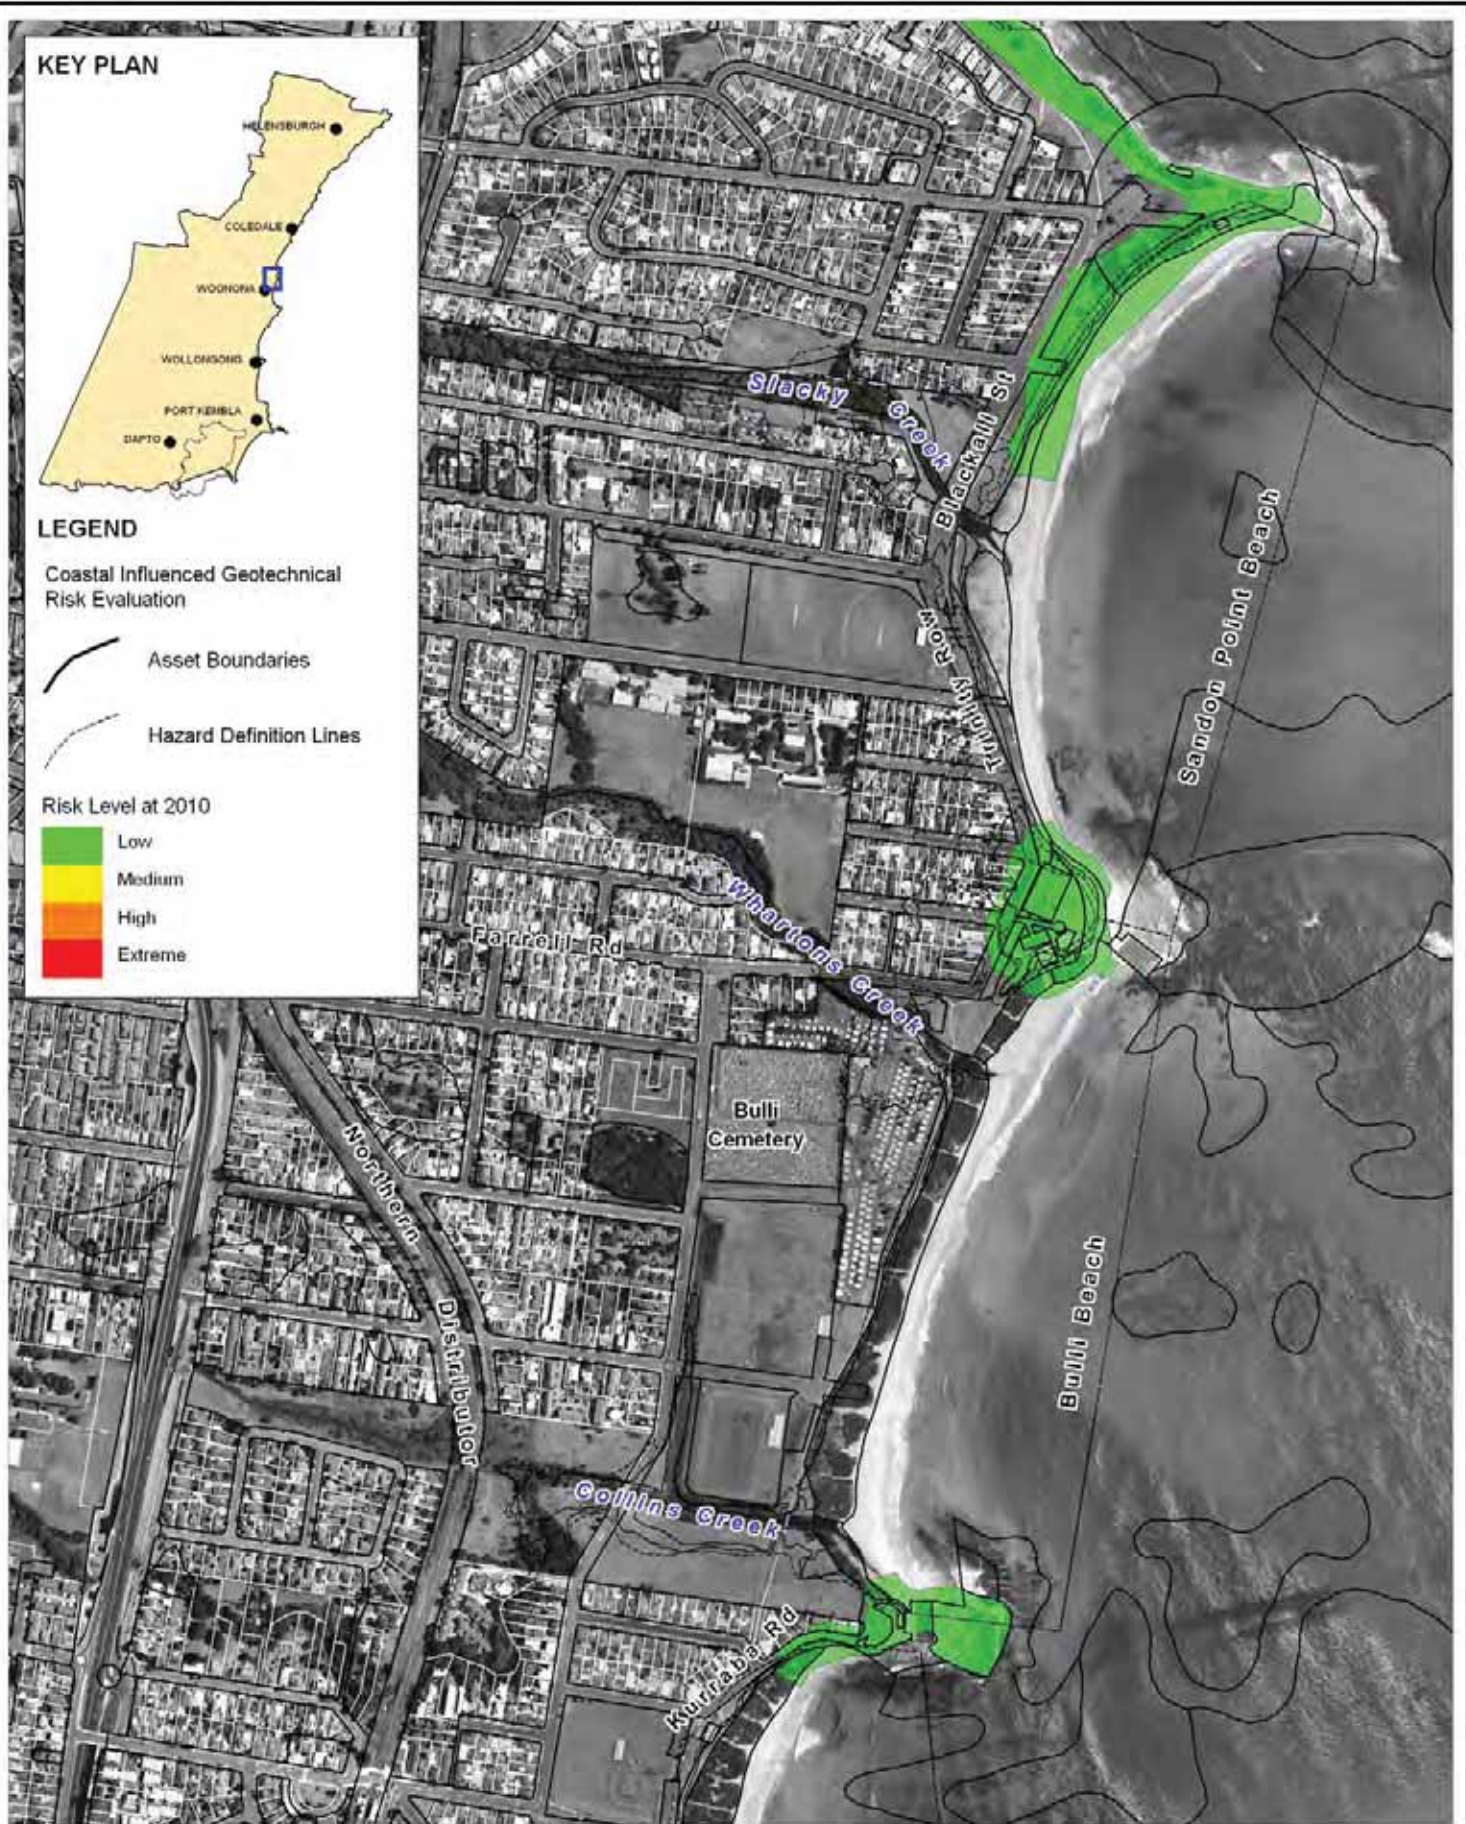 KEY PLAN
HELENSBURGH
COLEDALE
WOONONA
WOLLONGONG
PORT KEMBLA
DAPTO
LEGEND
Coastal Influenced Geotechnical
Risk Evaluation
Asset Boundaries
Hazard Definition Lines
Risk Level at 2010
Low
Medium
High
Extreme
Slacky Creek
Blackall St
Sandon Point Beach
Trinity Row
Whartons Creek
Farrell Rd
Bulli
Cemetery
Northern Distributor
Bulli Beach
Collins Creek
Kurraba Rd